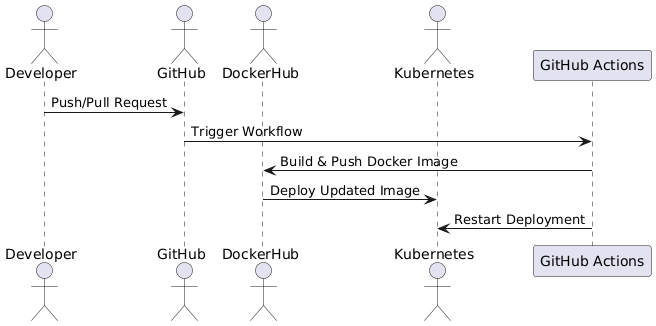 Developer
GitHub
DockerHub
Kubernetes
GitHub Actions
Push/Pull Request
Trigger Workflow
Build & Push Docker Image
Deploy Updated Image
Restart Deployment
Developer
GitHub
DockerHub
Kubernetes
GitHub Actions